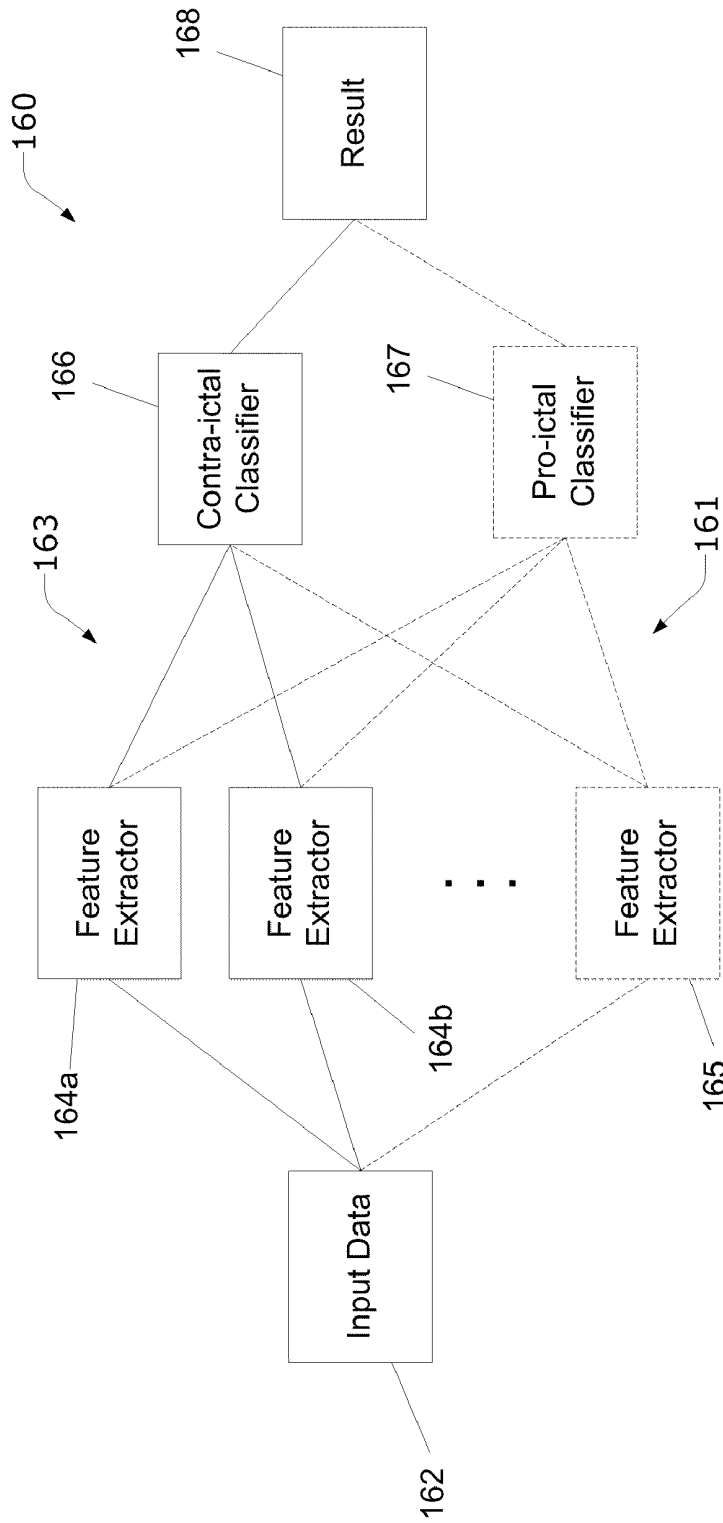 160
163
161
Input Data
162
Feature
Extractor
164a
Feature
Extractor
164b
. . .
Feature
Extractor
165
Contra-ictal
Classifier
166
Pro-ictal
Classifier
167
Result
168